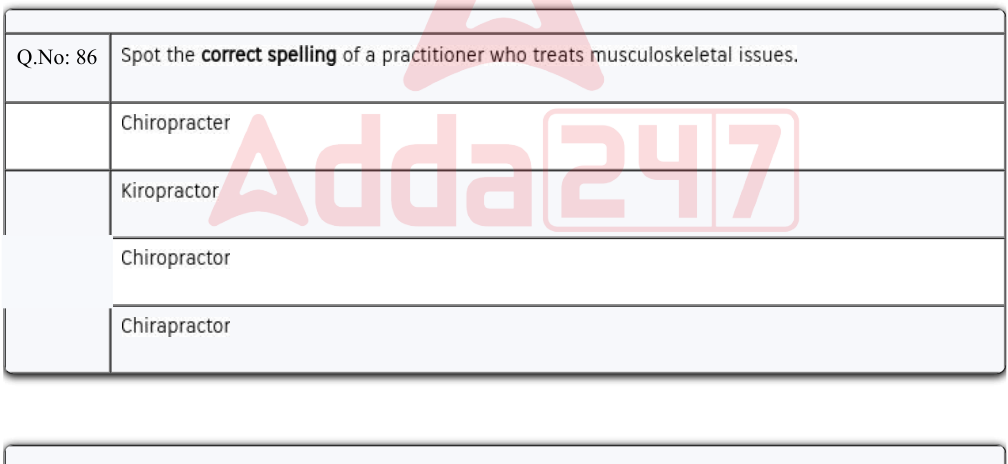 Q.No: 86 Spot the correct spelling of a practitioner who treats musculoskeletal issues.
Chiropracter
Adda247
Kiropractor
Chiropractor
Chirapractor